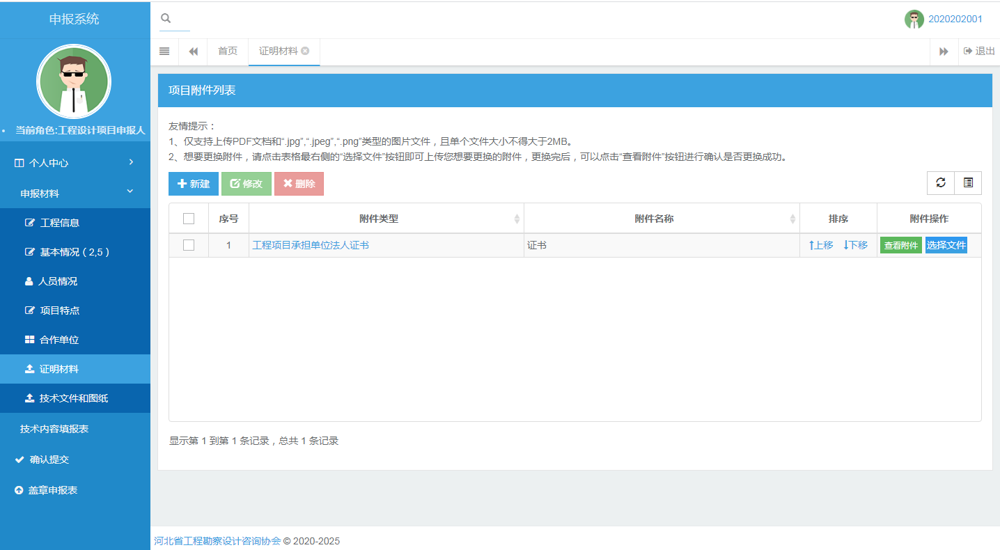 申报系统
2020202001
首页
证明材料
退出
当前角色:工程设计项目申报人
个人中心
申报材料
工程信息
基本情况（2,5）
人员情况
项目特点
合作单位
证明材料
技术文件和图纸
技术内容填报表
确认提交
盖章申报表
项目附件列表
友情提示：
1、仅支持上传PDF文档和“.jpg”,“.jpeg”,“.png”类型的图片文件，且单个文件大小不得大于2MB。
2、想要更换附件，请点击表格最右侧的“选择文件”按钮即可上传您想要更换的附件，更换完后，可以点击“查看附件”按钮进行确认是否更换成功。
新建 修改 删除
序号 附件类型 附件名称 排序 附件操作
1 工程项目承担单位法人证书 证书 上移 下移 查看附件 选择文件
显示第 1 到第 1 条记录，总共 1 条记录
河北省工程勘察设计咨询协会 © 2020-2025